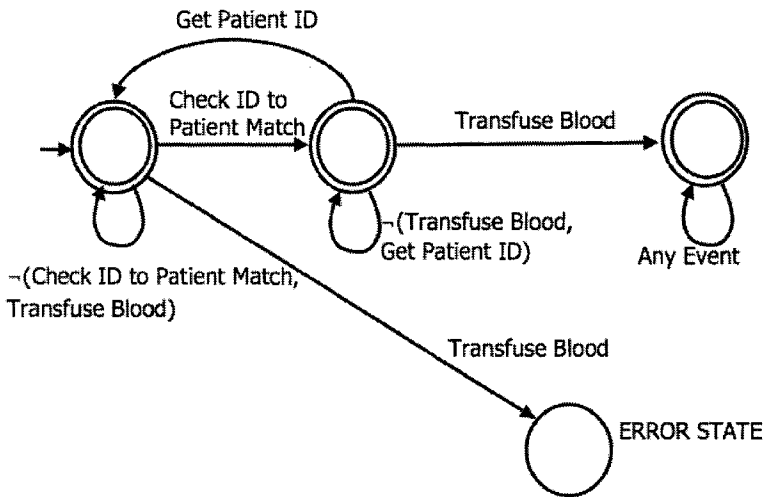 Get Patient ID
Check ID to
Patient Match
Transfuse Blood
¬(Transfuse Blood,
Get Patient ID)
Any Event
¬(Check ID to Patient Match,
Transfuse Blood)
Transfuse Blood
ERROR STATE